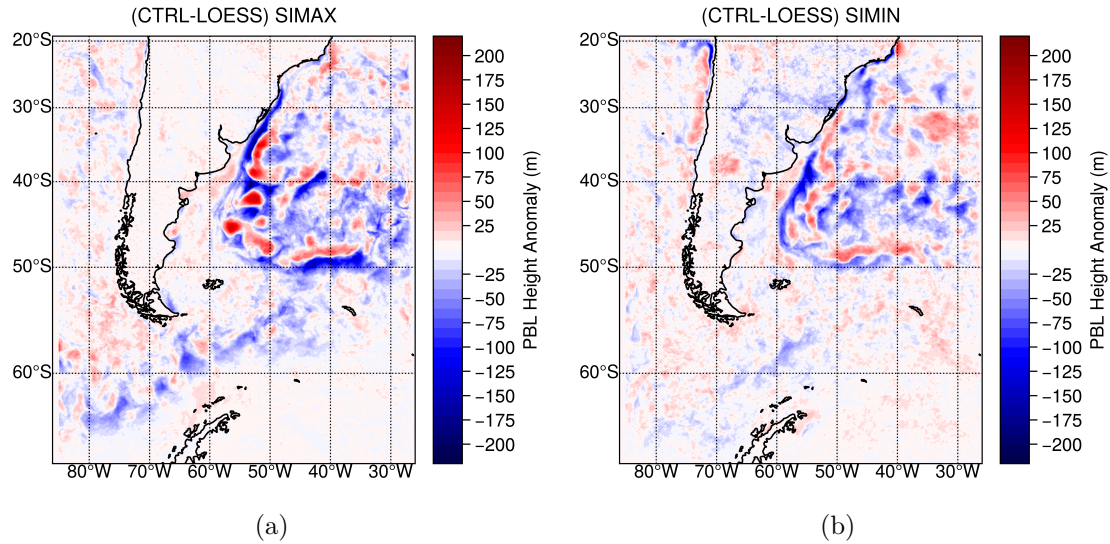 (CTRL-LOESS) SIMAX
20°S
30°S
40°S
50°S
60°S
80°W 70°W 60°W 50°W 40°W 30°W
200
175
150
125
100
75
50
25
−25
−50
−75
−100
−125
−150
−175
−200
PBL Height Anomaly (m)
(a)
(CTRL-LOESS) SIMIN
20°S
30°S
40°S
50°S
60°S
80°W 70°W 60°W 50°W 40°W 30°W
200
175
150
125
100
75
50
25
−25
−50
−75
−100
−125
−150
−175
−200
PBL Height Anomaly (m)
(b)